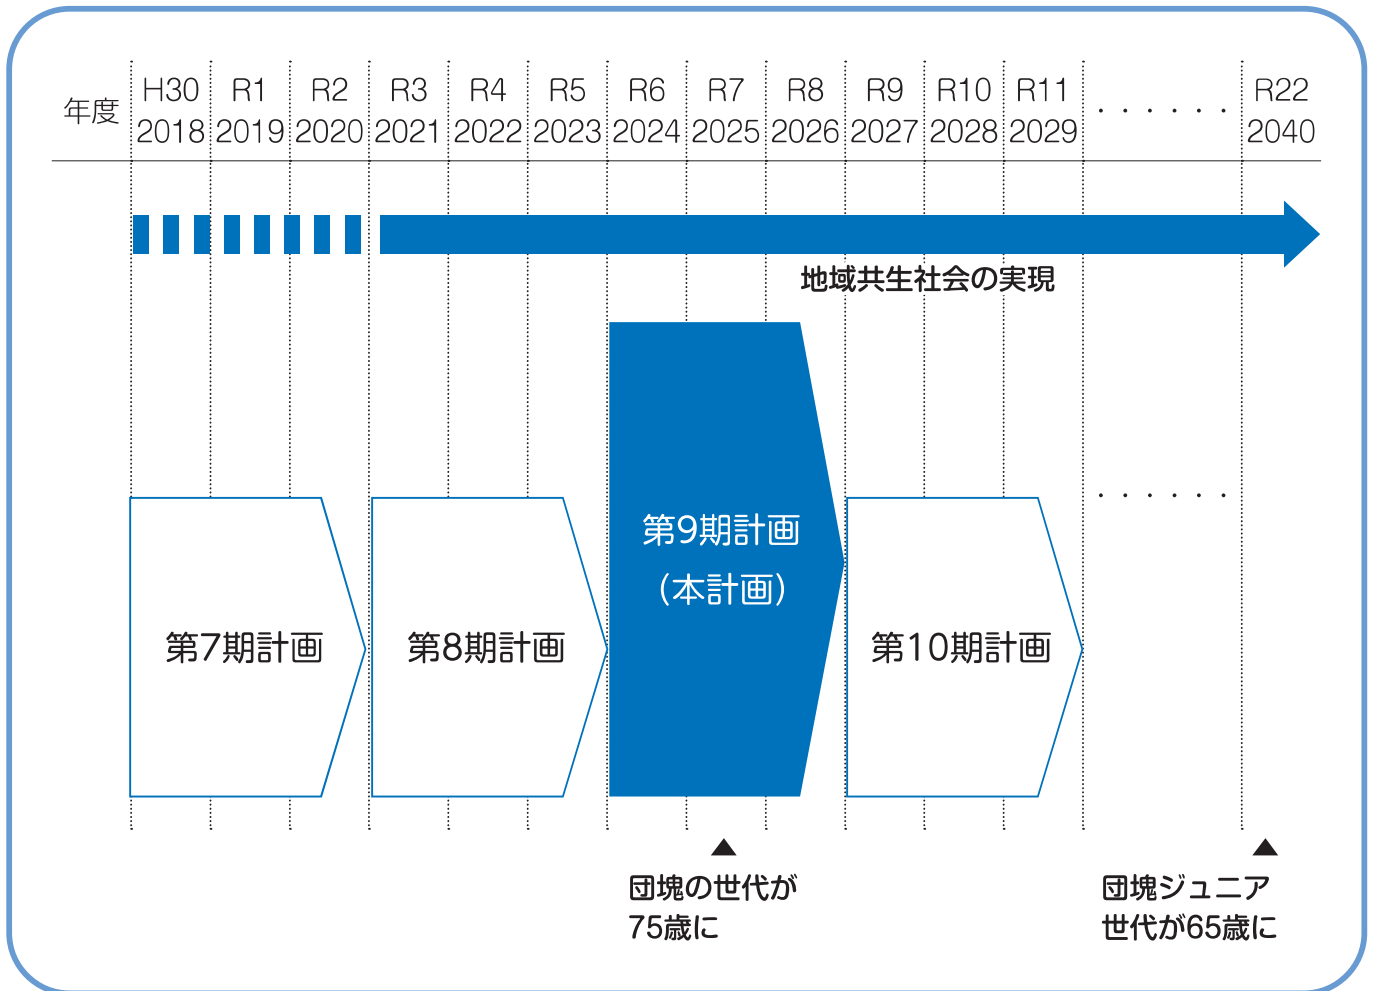 年度
H30 R1 R2 R3 R4 R5 R6 R7 R8 R9 R10 R11 ・・・・・・ R22
2018 2019 2020 2021 2022 2023 2024 2025 2026 2027 2028 2029 2040
地域共生社会の実現
第7期計画
第8期計画
第9期計画
（本計画）
第10期計画
・・・・・・
▲
団塊の世代が
75歳に
▲
団塊ジュニア
世代が65歳に